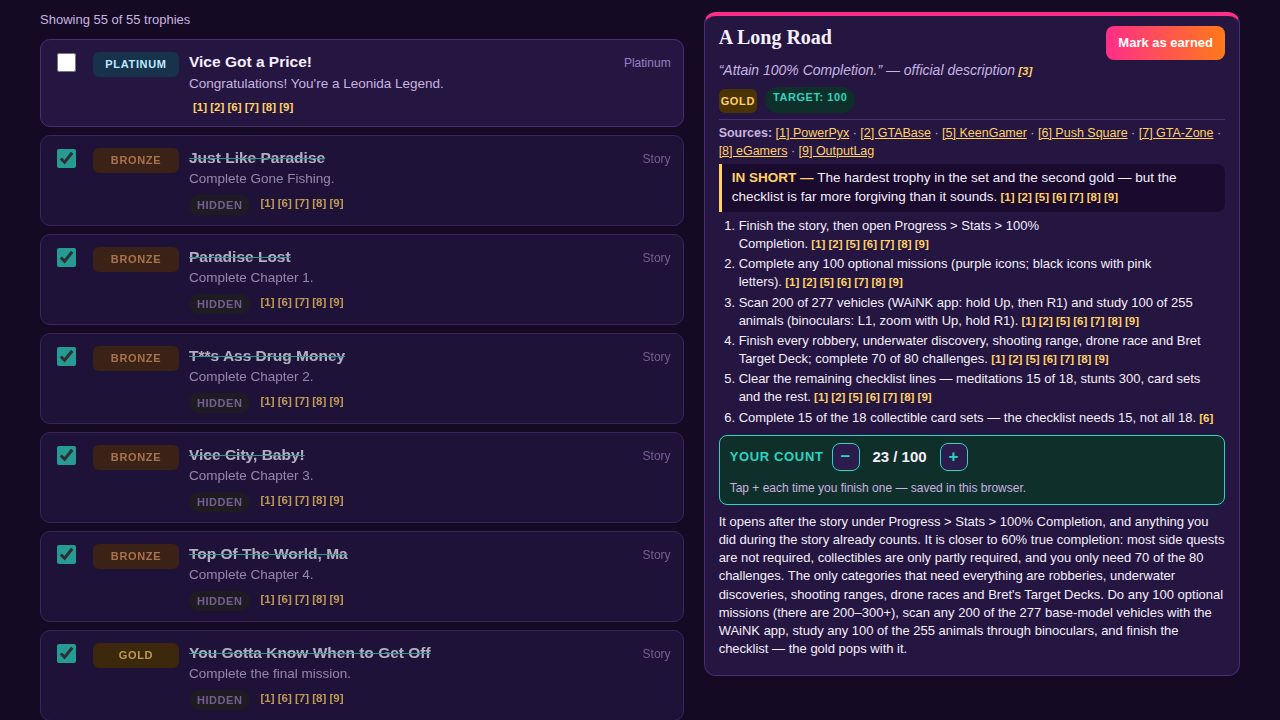 Showing 55 of 55 trophies
PLATINUM
Vice Got a Price!
Platinum
Congratulations! You're a Leonida Legend.
[1] [2] [6] [7] [8] [9]
BRONZE
Just Like Paradise
Story
Complete Gone Fishing.
HIDDEN
[1] [6] [7] [8] [9]
BRONZE
Paradise Lost
Story
Complete Chapter 1.
HIDDEN
[1] [6] [7] [8] [9]
BRONZE
T**s Ass Drug Money
Story
Complete Chapter 2.
HIDDEN
[1] [6] [7] [8] [9]
BRONZE
Vice City, Baby!
Story
Complete Chapter 3.
HIDDEN
[1] [6] [7] [8] [9]
BRONZE
Top Of The World, Ma
Story
Complete Chapter 4.
HIDDEN
[1] [6] [7] [8] [9]
GOLD
You Gotta Know When to Get Off
Story
Complete the final mission.
HIDDEN
[1] [6] [7] [8] [9]
A Long Road
Mark as earned
“Attain 100% Completion.” — official description [3]
GOLD
TARGET: 100
Sources: [1] PowerPyx · [2] GTABase · [5] KeenGamer · [6] Push Square · [7] GTA-Zone ·
[8] eGamers · [9] OutputLag
IN SHORT — The hardest trophy in the set and the second gold — but the
checklist is far more forgiving than it sounds. [1] [2] [5] [6] [7] [8] [9]
1. Finish the story, then open Progress > Stats > 100%
Completion. [1] [2] [5] [6] [7] [8] [9]
2. Complete any 100 optional missions (purple icons; black icons with pink
letters). [1] [2] [5] [6] [7] [8] [9]
3. Scan 200 of 277 vehicles (WAiNK app: hold Up, then R1) and study 100 of 255
animals (binoculars: L1, zoom with Up, hold R1). [1] [2] [5] [6] [7] [8] [9]
4. Finish every robbery, underwater discovery, shooting range, drone race and Bret
Target Deck; complete 70 of 80 challenges. [1] [2] [5] [6] [7] [8] [9]
5. Clear the remaining checklist lines — meditations 15 of 18, stunts 300, card sets
and the rest. [1] [2] [5] [6] [7] [8] [9]
6. Complete 15 of the 18 collectible card sets — the checklist needs 15, not all 18. [6]
YOUR COUNT − 23 / 100 +
Tap + each time you finish one — saved in this browser.
It opens after the story under Progress > Stats > 100% Completion, and anything you
did during the story already counts. It is closer to 60% true completion: most side quests
are not required, collectibles are only partly required, and you only need 70 of the 80
challenges. The only categories that need everything are robberies, underwater
discoveries, shooting ranges, drone races and Bret's Target Decks. Do any 100 optional
missions (there are 200–300+), scan any 200 of the 277 base-model vehicles with the
WAiNK app, study any 100 of the 255 animals through binoculars, and finish the
checklist — the gold pops with it.